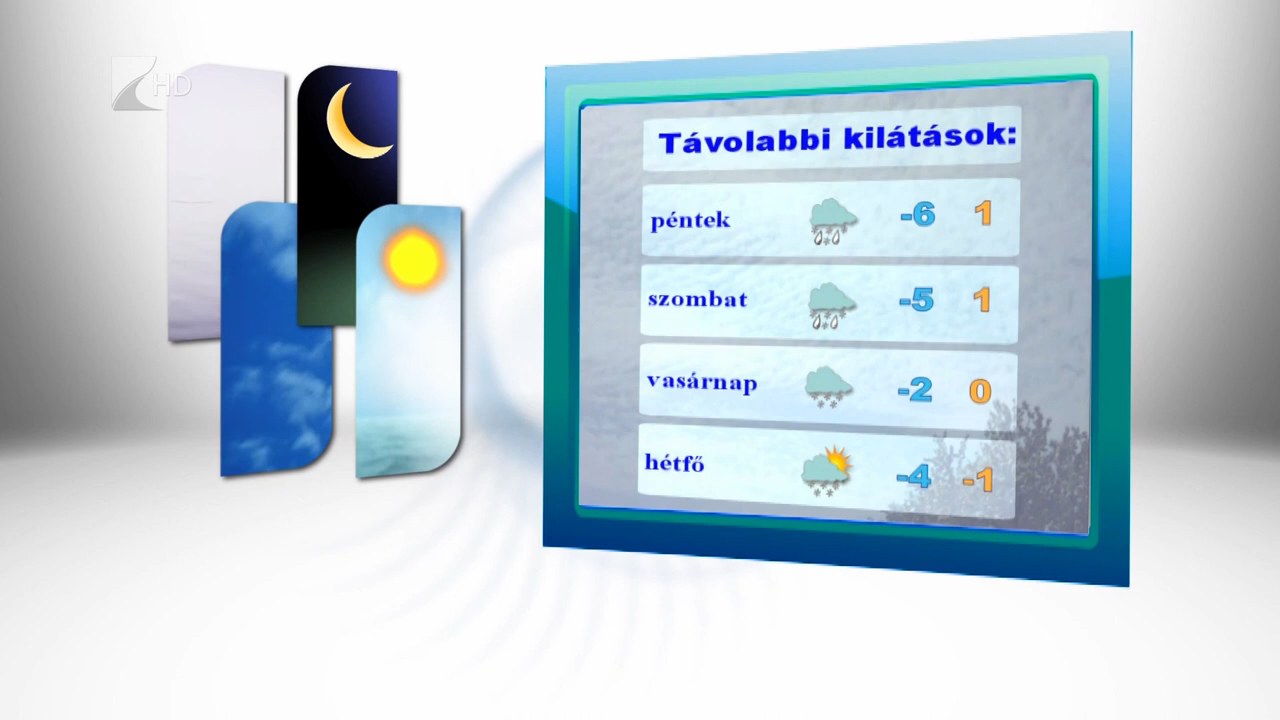 HD
Távolabbi kilátások:
péntek -6 1
szombat -5 1
vasárnap -2 0
hétfő -4 -1